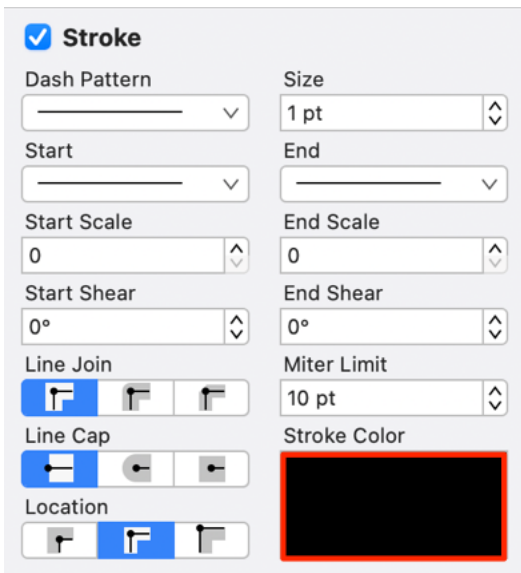 Stroke
Dash Pattern
Size
1 pt
Start
End
Start Scale
End Scale
0
0
Start Shear
End Shear
0°
0°
Line Join
Miter Limit
10 pt
Line Cap
Stroke Color
Location